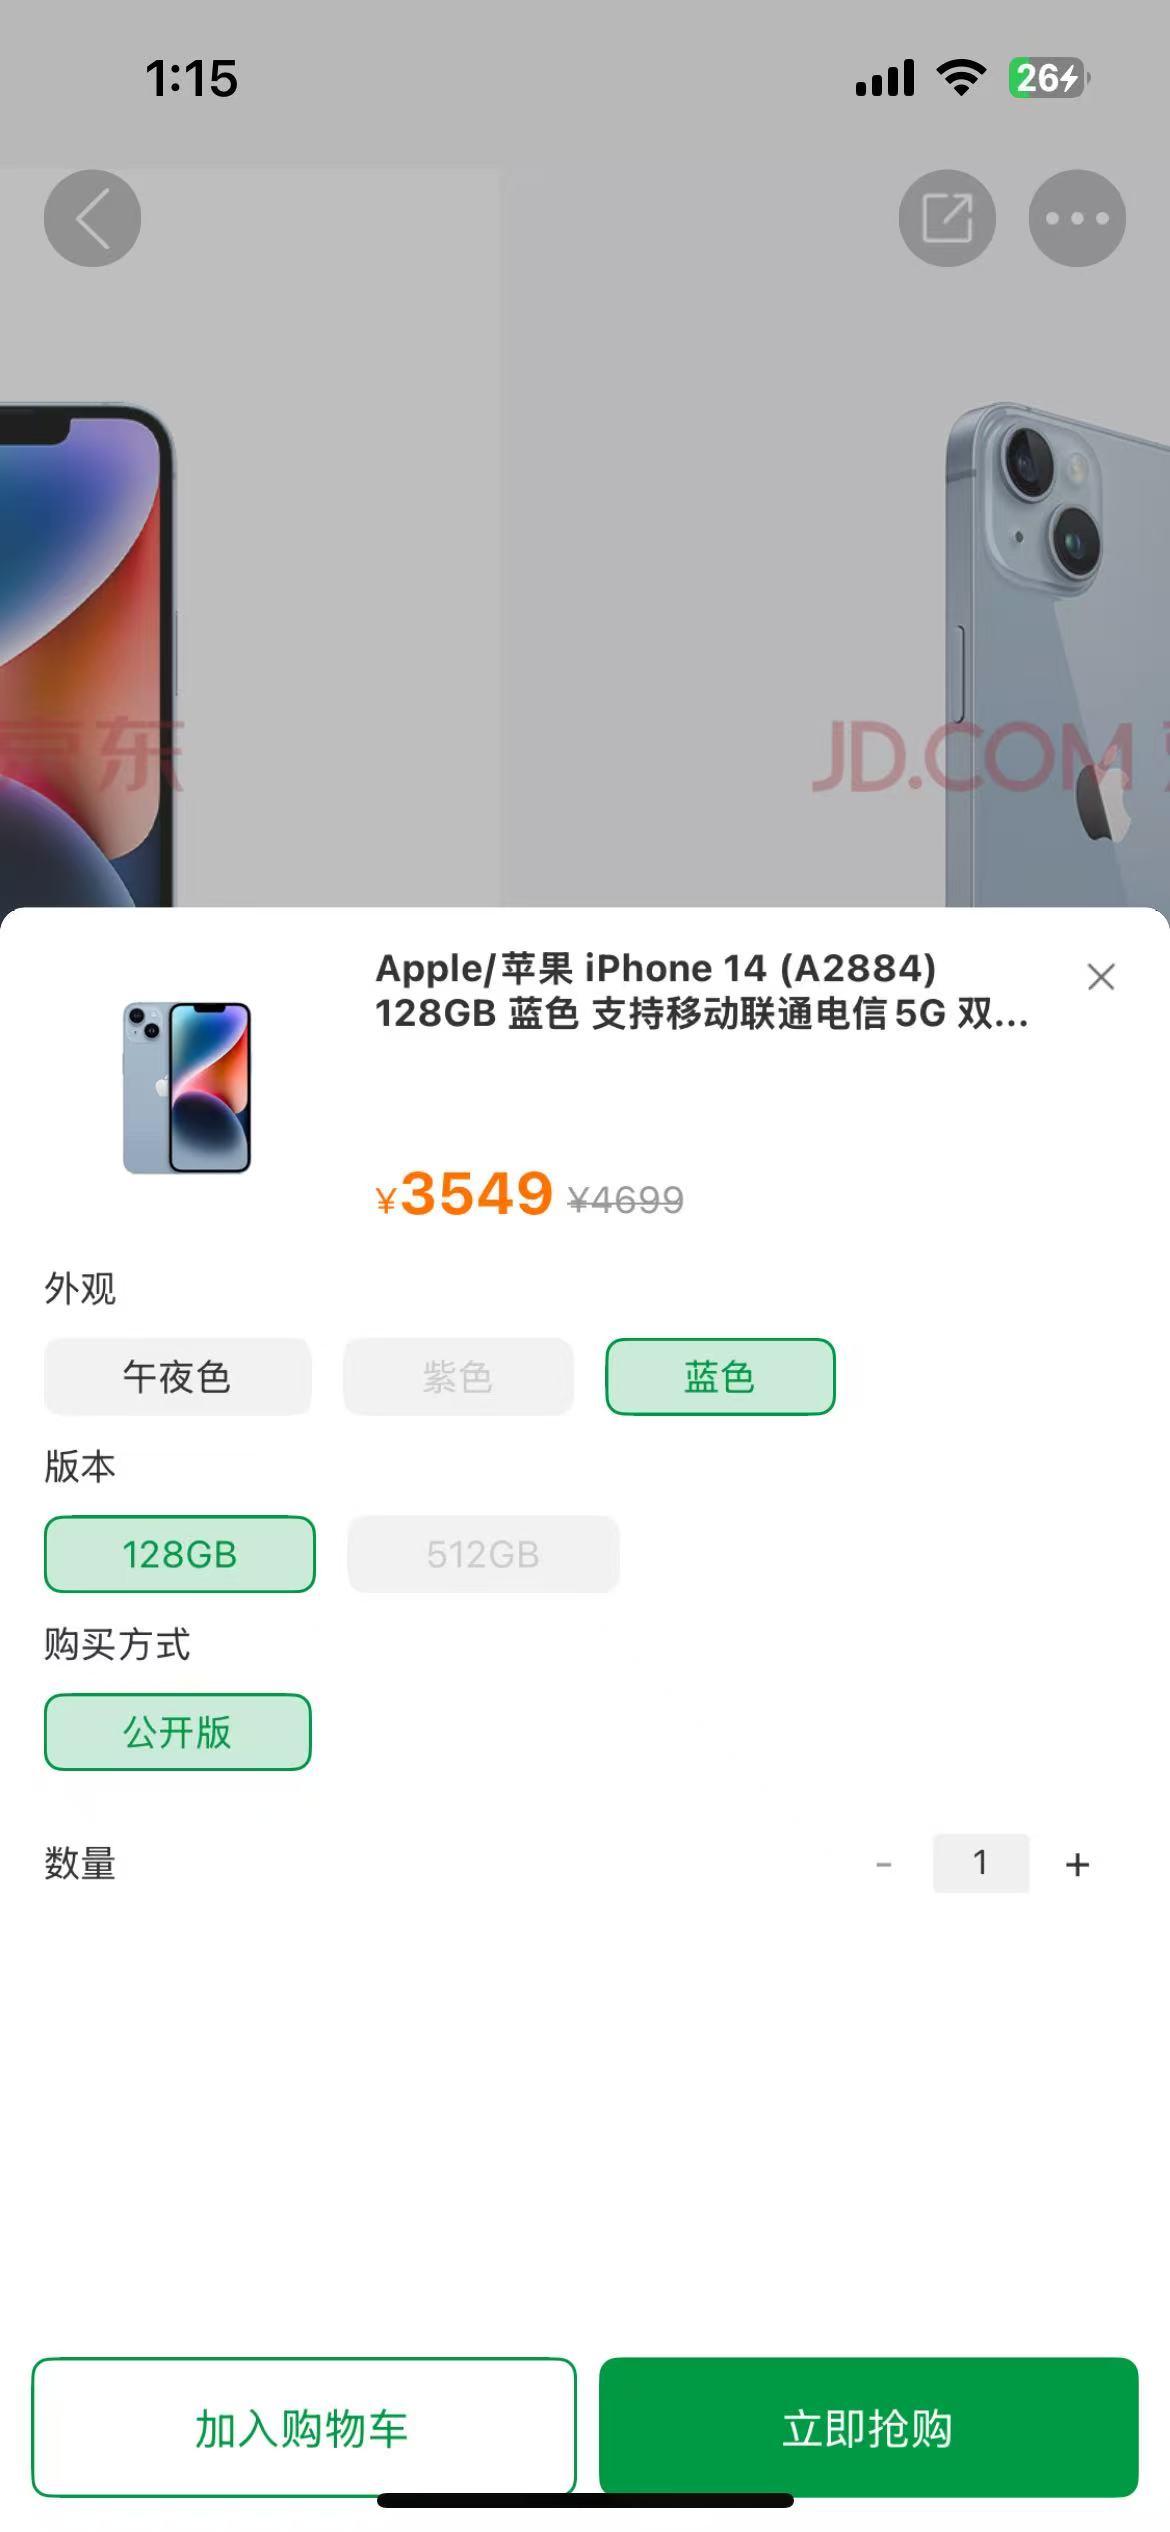 1:15
26
京东
JD.COM
Apple/苹果 iPhone 14 (A2884)
128GB 蓝色 支持移动联通电信5G 双...
¥3549 ¥4699
外观
午夜色 紫色 蓝色
版本
128GB 512GB
购买方式
公开版
数量 - 1 +
加入购物车 立即抢购